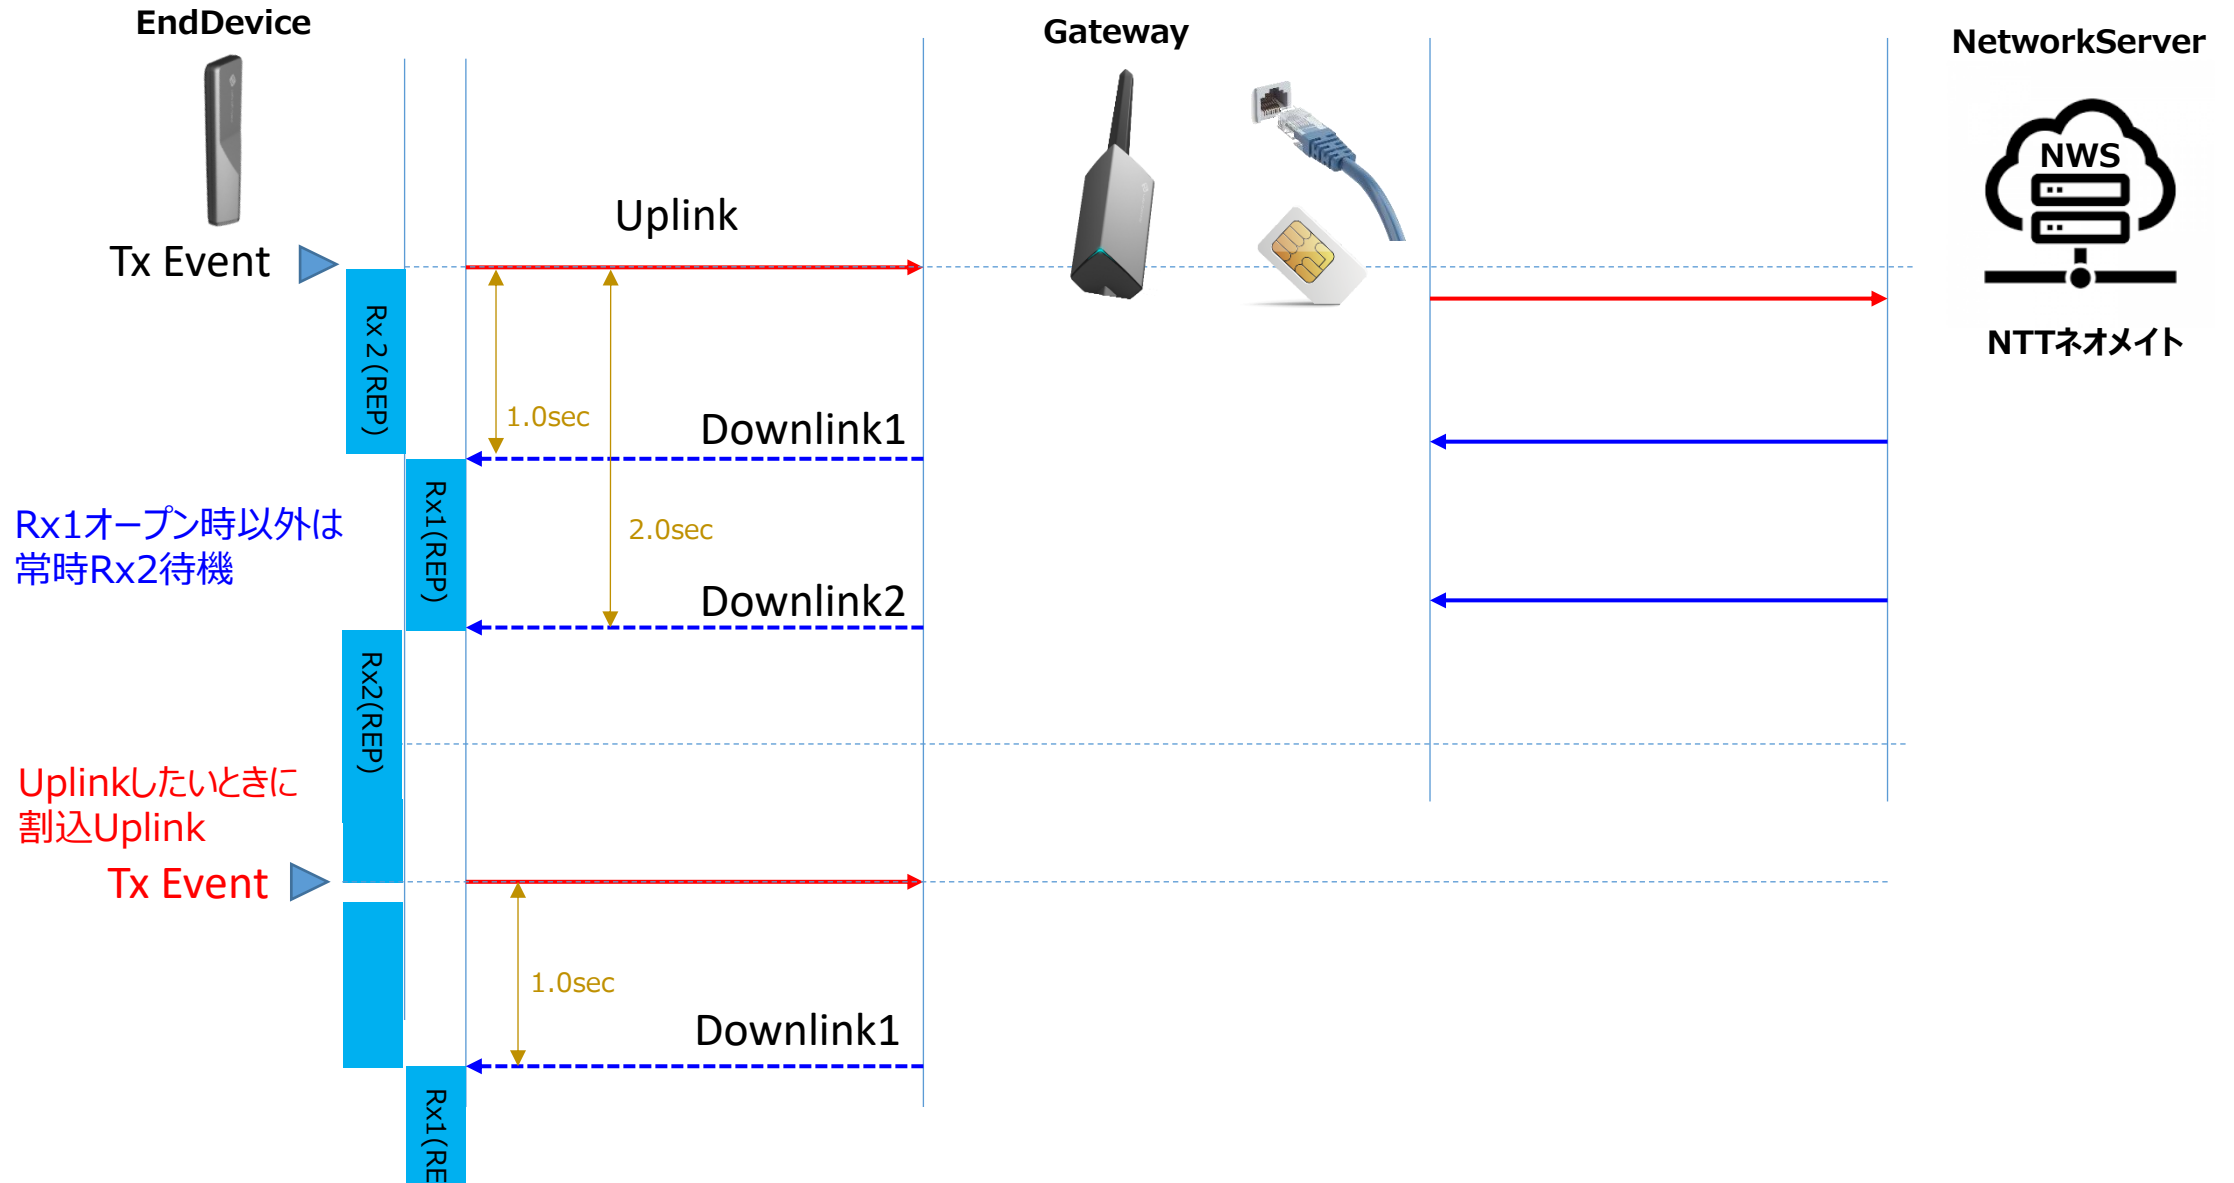 EndDevice
Gateway
NetworkServer
NWS
NTTネオメイト
Uplink
Tx Event
Rx 2 (REP)
1.0sec
Downlink1
Rx1(REP)
2.0sec
Rx1オープン時以外は
常時Rx2待機
Downlink2
Rx2(REP)
Uplinkしたいときに
割込Uplink
Tx Event
1.0sec
Downlink1
Rx1(RE